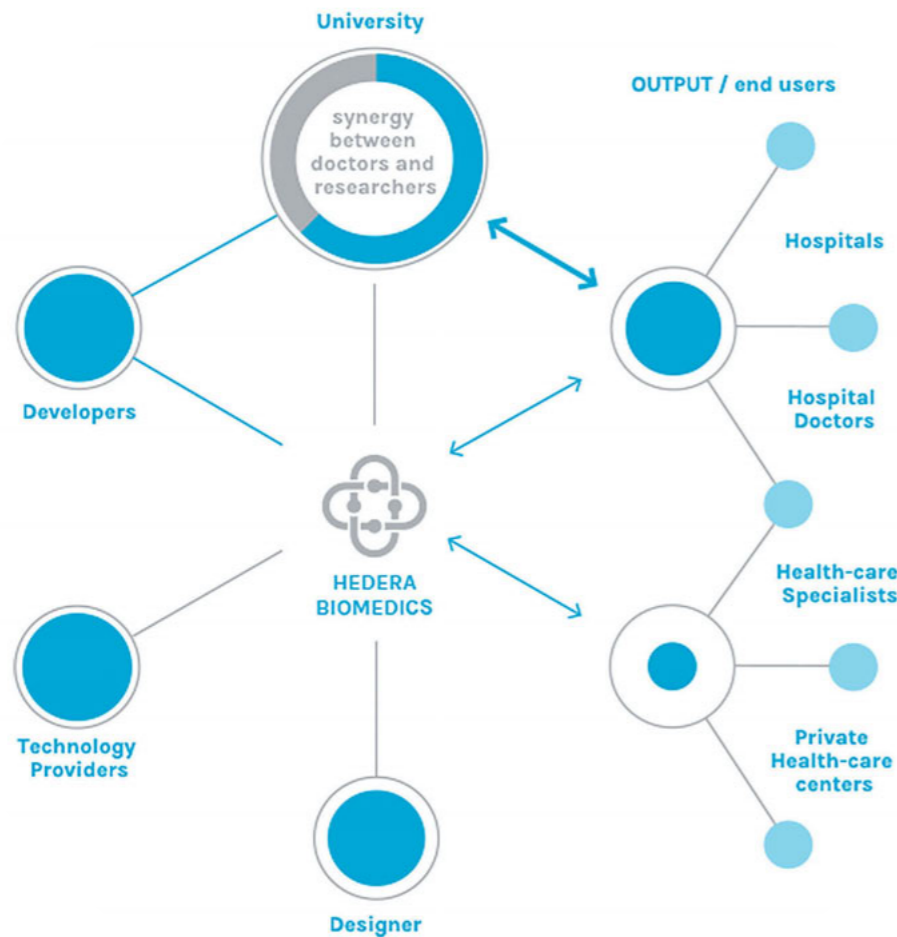 University
synergy
between
doctors and
researchers
OUTPUT / end users
Hospitals
Developers
Hospital
Doctors
HEDERA
BIOMEDICS
Health-care
Specialists
Technology
Providers
Private
Health-care
centers
Designer